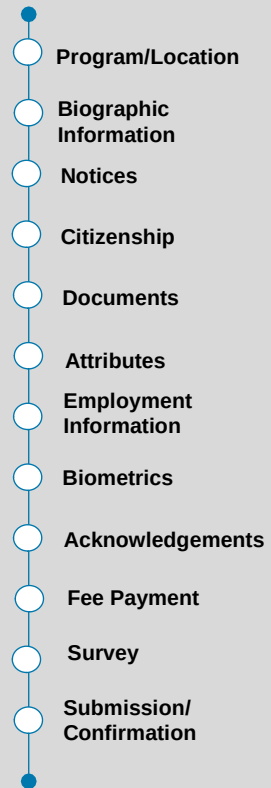 Program/Location
Biographic
Information
Notices
Citizenship
Documents
Attributes
Employment
Information
Biometrics
Acknowledgements
Fee Payment
Survey
Submission/
Confirmation